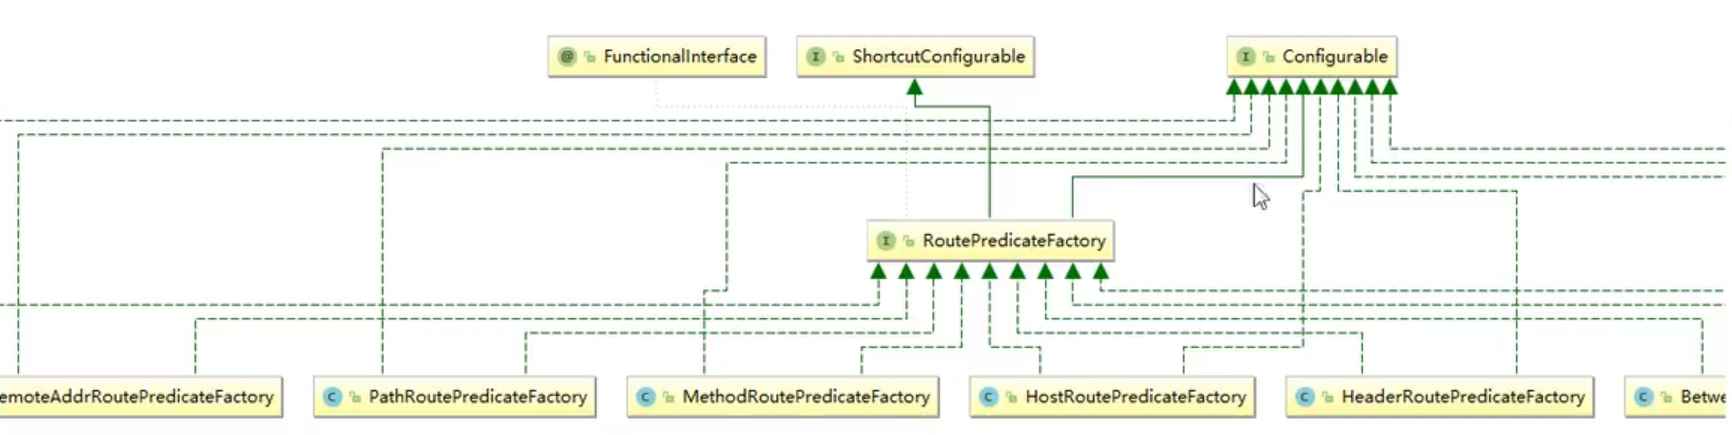 @ FunctionalInterface
I ShortcutConfigurable
I Configurable
I RoutePredicateFactory
emoteAddrRoutePredicateFactory
C PathRoutePredicateFactory
C MethodRoutePredicateFactory
C HostRoutePredicateFactory
C HeaderRoutePredicateFactory
C Betwe